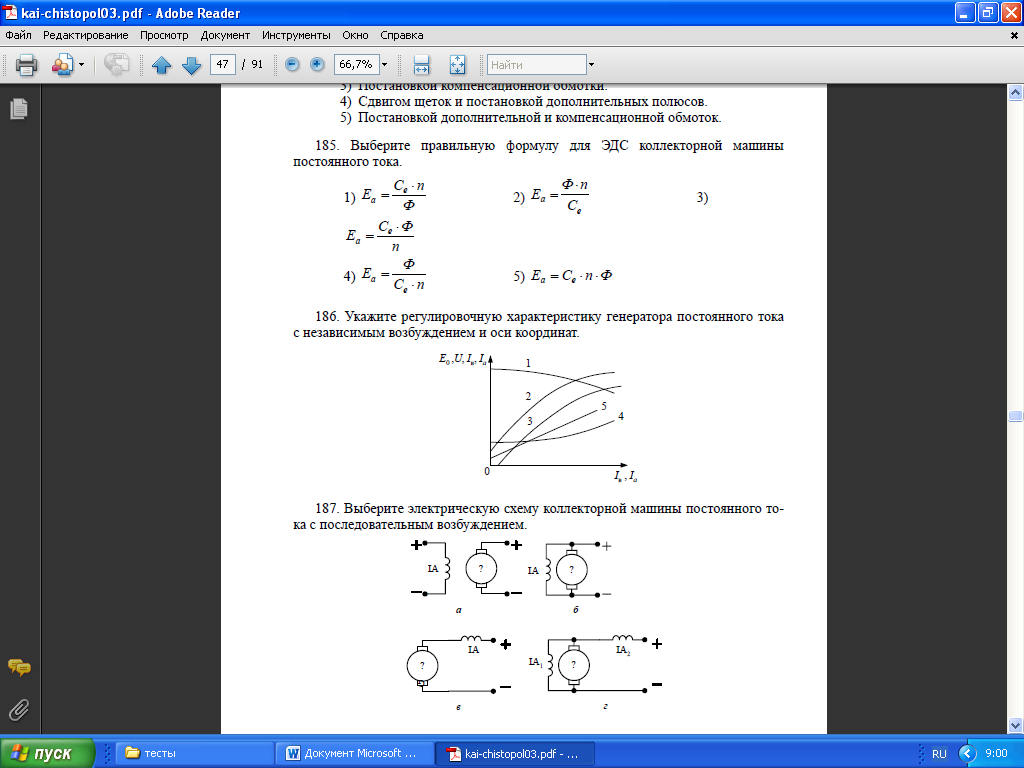 kai-chistopol03.pdf - Adobe Reader
Файл Редактирование Просмотр Документ Инструменты Окно Справка
47 / 91 66,7% Найти
3) Постановкой компенсационной обмотки.
4) Сдвигом щеток и постановкой дополнительных полюсов.
5) Постановкой дополнительной и компенсационной обмоток.
185. Выберите правильную формулу для ЭДС коллекторной машины
постоянного тока.
1) Eа = Cе · n / Ф 2) Eа = Ф · n / Cе 3)
Eа = Cе · Ф / n
4) Eа = Ф / Cе · n 5) Eа = Cе · n · Ф
186. Укажите регулировочную характеристику генератора постоянного тока
с независимым возбуждением и оси координат.
E0 ,U, Iв, Iа
1
2
5
4
3
0
Iв , Iа
187. Выберите электрическую схему коллекторной машины постоянного то-
ка с последовательным возбуждением.
+ + +
IA ? IA ?
− − −
а б
+ +
IA IA2
? IA1 ?
− −
в г
пуск тесты Документ Microsoft ... kai-chistopol03.pdf - ... RU 9:00